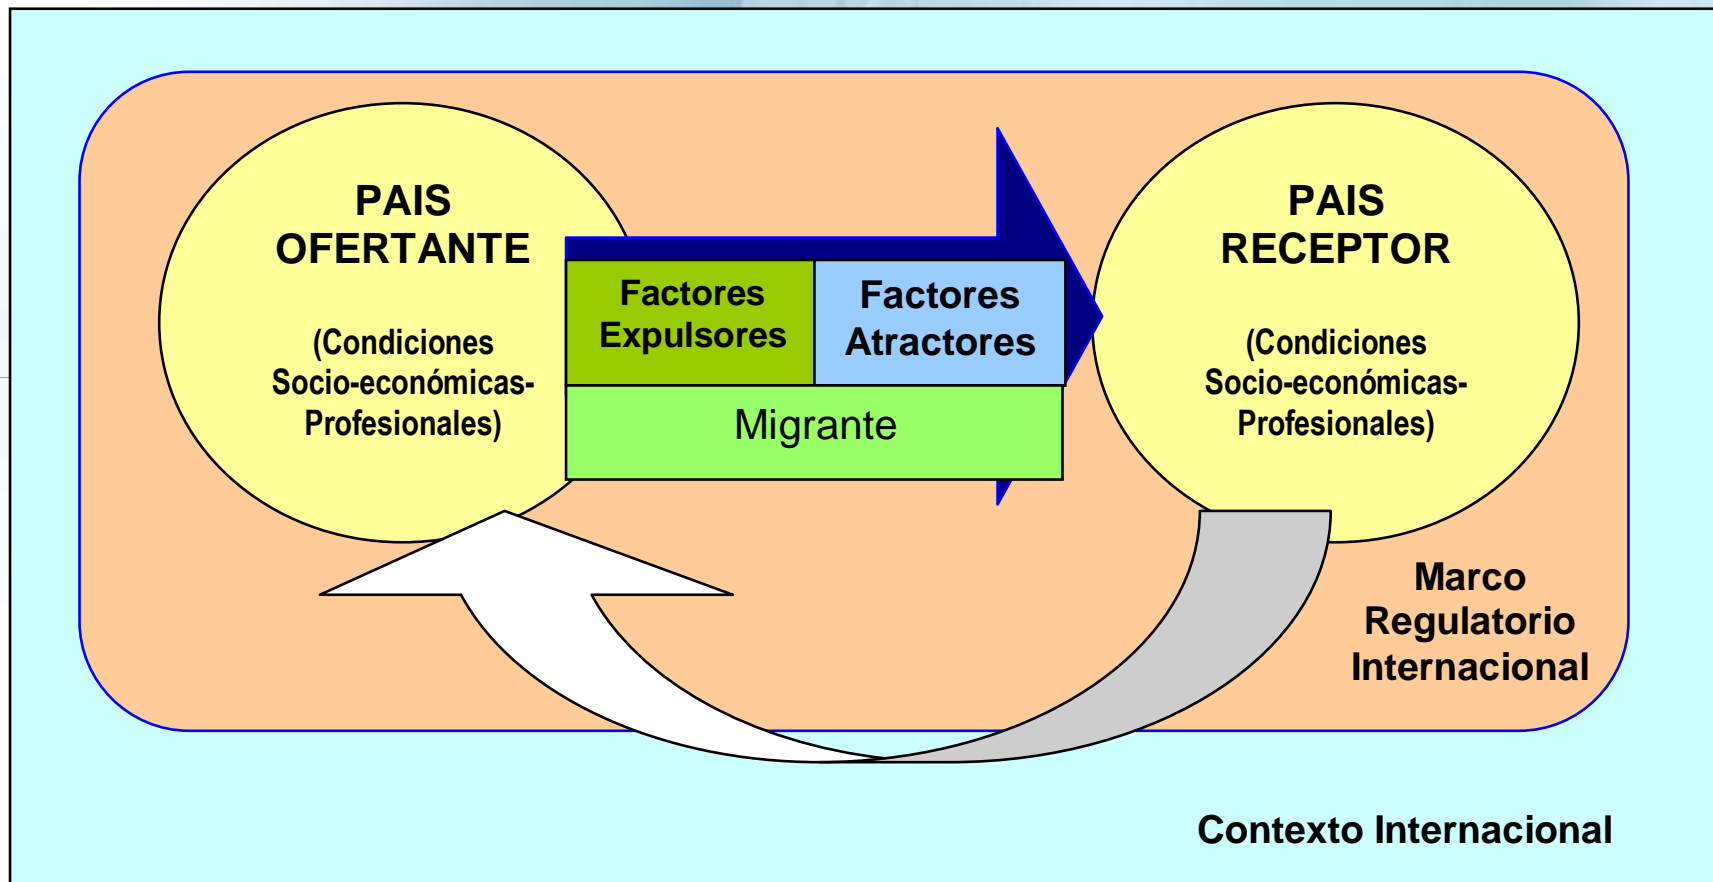 PAIS
OFERTANTE
(Condiciones
Socio-económicas-
Profesionales)
Factores
Expulsores
Factores
Atractores
Migrante
PAIS
RECEPTOR
(Condiciones
Socio-económicas-
Profesionales)
Marco
Regulatorio
Internacional
Contexto Internacional